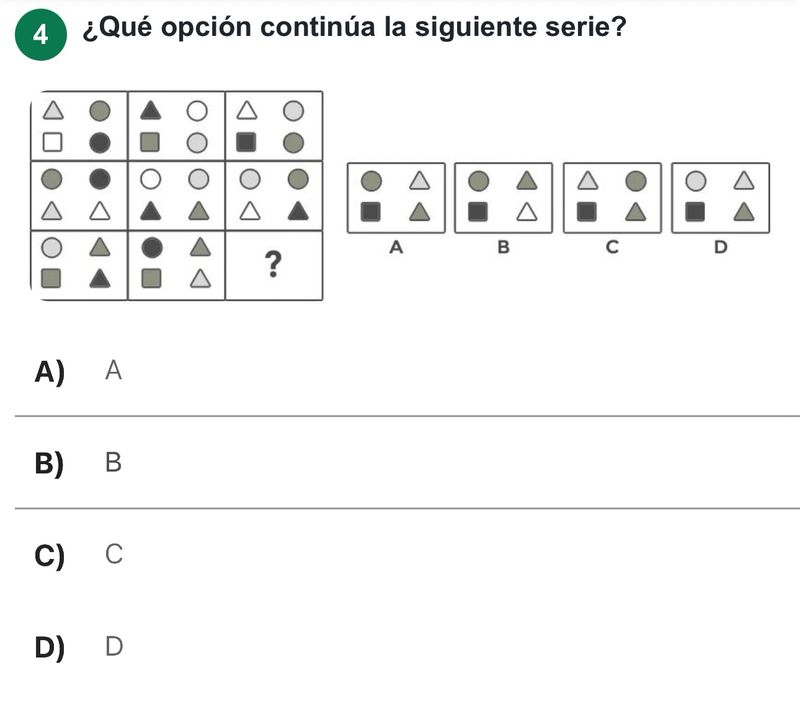 4 ¿Qué opción continúa la siguiente serie?
?
A B C D
A) A
B) B
C) C
D) D